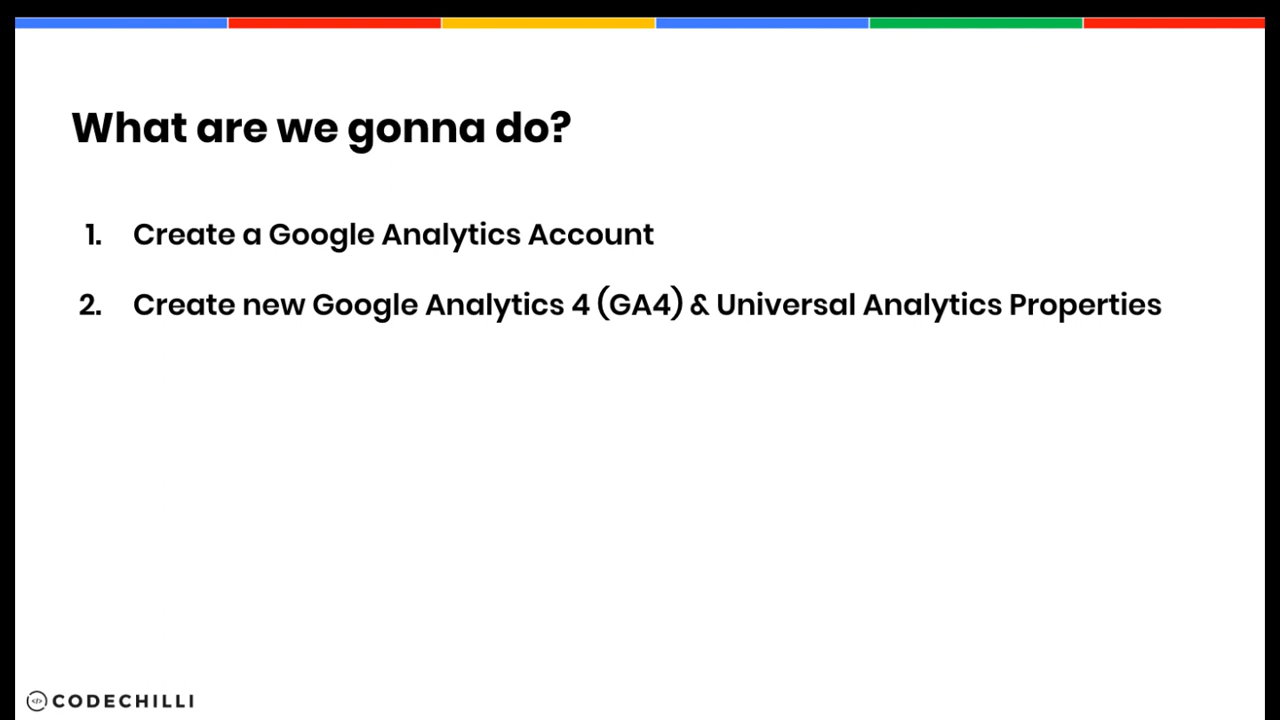 What are we gonna do?
1. Create a Google Analytics Account
2. Create new Google Analytics 4 (GA4) & Universal Analytics Properties
</> CODECHILLI